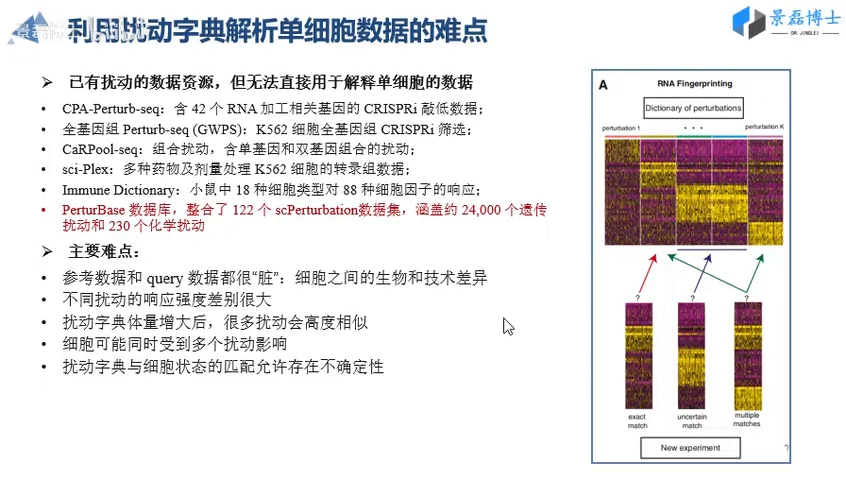 利用扰动字典解析单细胞数据的难点
景磊博士
DR.JINGLEI
➢ 已有扰动的数据资源，但无法直接用于解释单细胞的数据
• CPA-Perturb-seq：含 42 个 RNA 加工相关基因的 CRISPRi 敲低数据；
• 全基因组 Perturb-seq (GWPS)：K562 细胞全基因组 CRISPRi 筛选；
• CaRPool-seq：组合扰动，含单基因和双基因组合的扰动；
• sci-Plex：多种药物及剂量处理 K562 细胞的转录组数据；
• Immune Dictionary：小鼠中 18 种细胞类型对 88 种细胞因子的响应；
• PerturBase 数据库，整合了 122 个 scPerturbation数据集，涵盖约 24,000 个遗传
扰动和 230 个化学扰动
➢ 主要难点：
• 参考数据和 query 数据都很“脏”：细胞之间的生物和技术差异
• 不同扰动的响应强度差别很大
• 扰动字典体量增大后，很多扰动会高度相似
• 细胞可能同时受到多个扰动影响
• 扰动字典与细胞状态的匹配允许存在不确定性
A RNA Fingerprinting
Dictionary of perturbations
perturbation 1 • • • perturbation K
? ? ?
exact match
uncertain match
multiple matches
New experiment
?